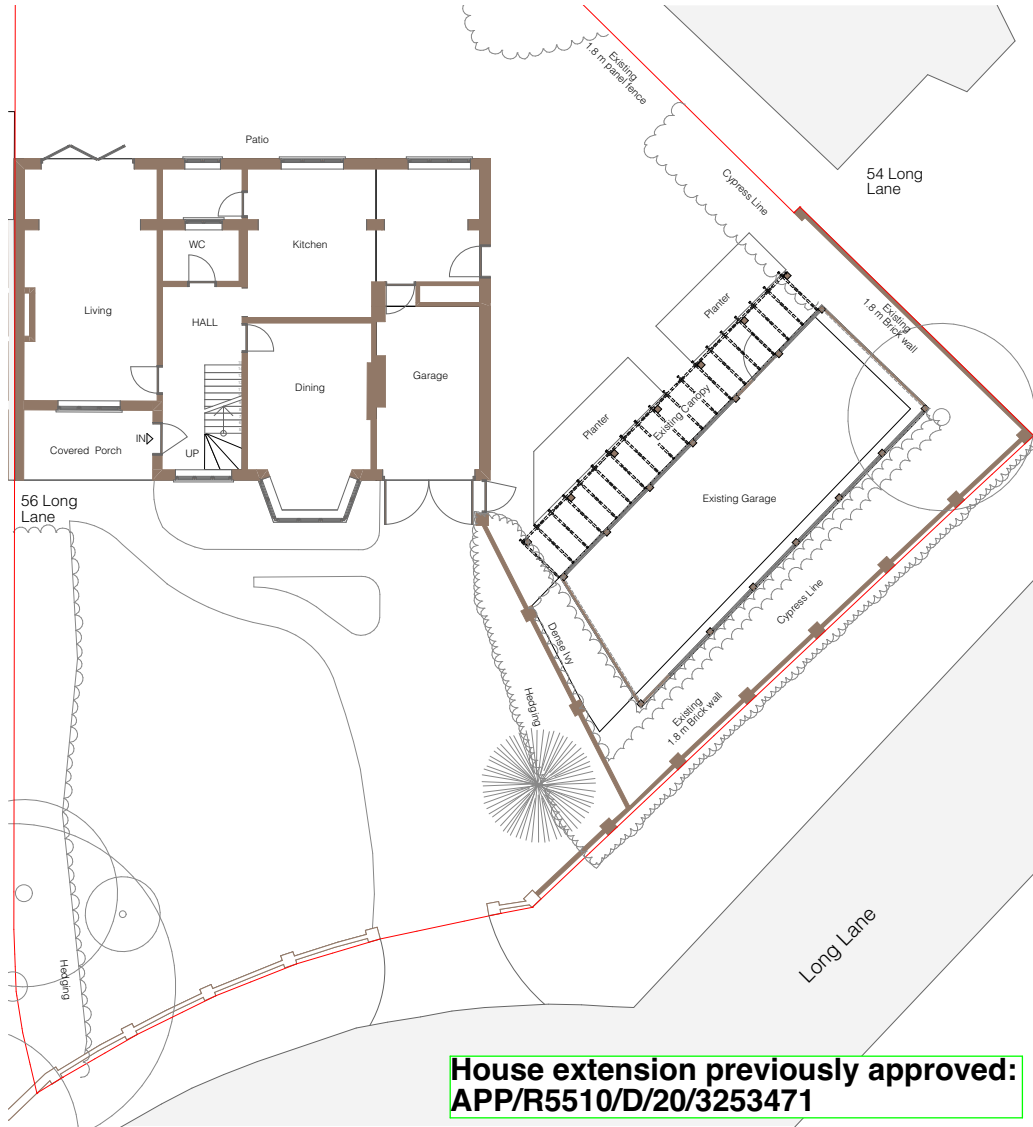 Existing
1.8 m panel fence
Patio
54 Long
Lane
Cypress Line
WC
Kitchen
Living
HALL
Planter
Existing
1.8 m Brick wall
Dining
Garage
Existing Canopy
Planter
Covered Porch
IN
UP
Existing Garage
56 Long
Lane
Cypress Line
Dense Ivy
Hedging
Existing
1.8 m Brick wall
Long Lane
Hedging
House extension previously approved:
APP/R5510/D/20/3253471